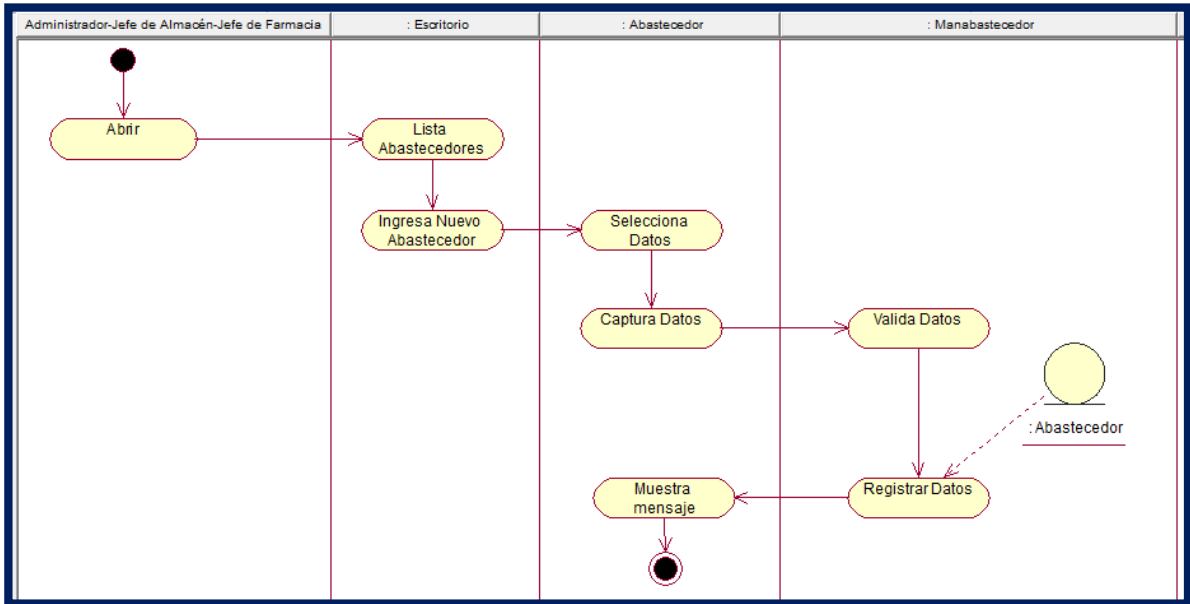 Administrador-Jefe de Almacén-Jefe de Farmacia
: Escritorio
: Abastecedor
: Manabastecedor
Abrir
Lista
Abastecedores
Ingresa Nuevo
Abastecedor
Selecciona
Datos
Captura Datos
Valida Datos
: Abastecedor
Registrar Datos
Muestra
mensaje